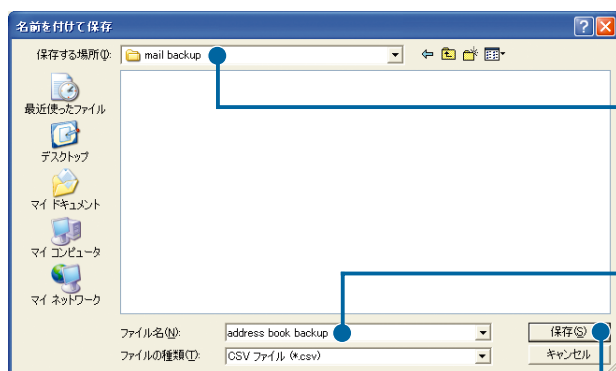 名前を付けて保存
保存する場所(I): mail backup
最近使ったファイル
デスクトップ
マイ ドキュメント
マイ コンピュータ
マイ ネットワーク
ファイル名(N): address book backup 保存(S)
ファイルの種類(T): CSV ファイル (*.csv) キャンセル